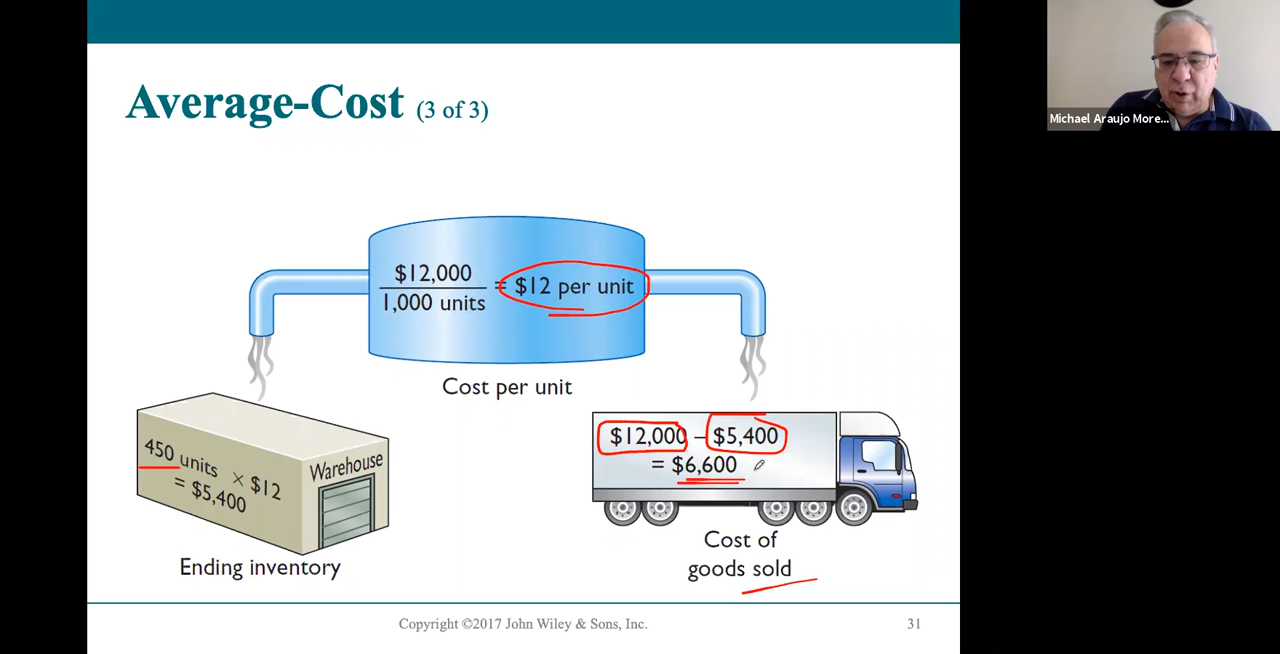 Average-Cost (3 of 3)
Michael Araujo More...
$12,000
1,000 units
= $12 per unit
Cost per unit
450 units × $12
= $5,400
Warehouse
Ending inventory
$12,000 – $5,400
= $6,600
Cost of
goods sold
Copyright ©2017 John Wiley & Sons, Inc.
31